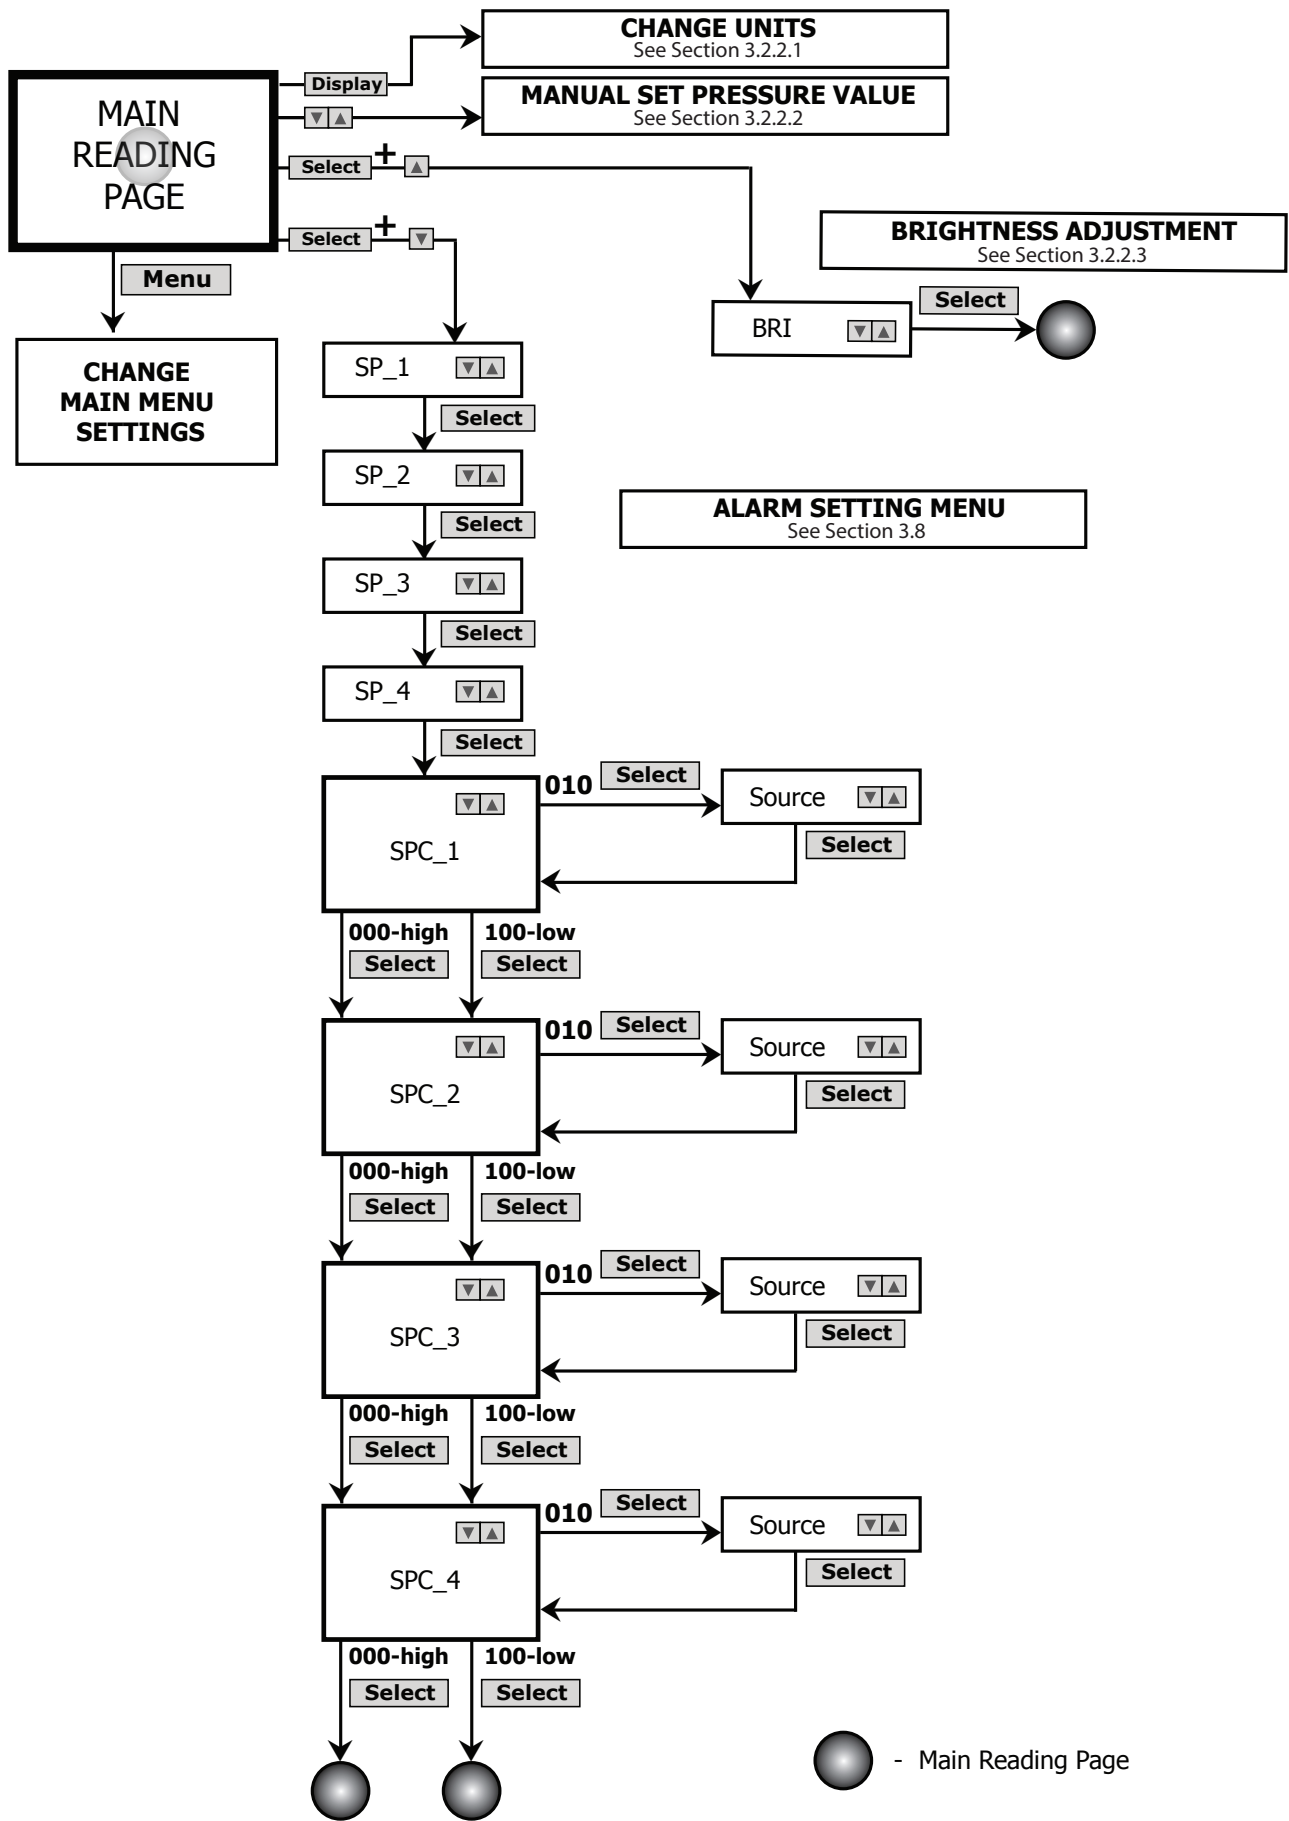 CHANGE UNITS
See Section 3.2.2.1
Display
MAIN
READING
PAGE
▼ ▲
MANUAL SET PRESSURE VALUE
See Section 3.2.2.2
Select + ▲
Select + ▼
BRIGHTNESS ADJUSTMENT
See Section 3.2.2.3
Menu
BRI ▼ ▲
Select
CHANGE
MAIN MENU
SETTINGS
SP_1 ▼ ▲
Select
SP_2 ▼ ▲
Select
ALARM SETTING MENU
See Section 3.8
SP_3 ▼ ▲
Select
SP_4 ▼ ▲
Select
▼ ▲
SPC_1
010 Select
Source ▼ ▲
Select
000-high 100-low
Select Select
▼ ▲
SPC_2
010 Select
Source ▼ ▲
Select
000-high 100-low
Select Select
▼ ▲
SPC_3
010 Select
Source ▼ ▲
Select
000-high 100-low
Select Select
▼ ▲
SPC_4
010 Select
Source ▼ ▲
Select
000-high 100-low
Select Select
- Main Reading Page